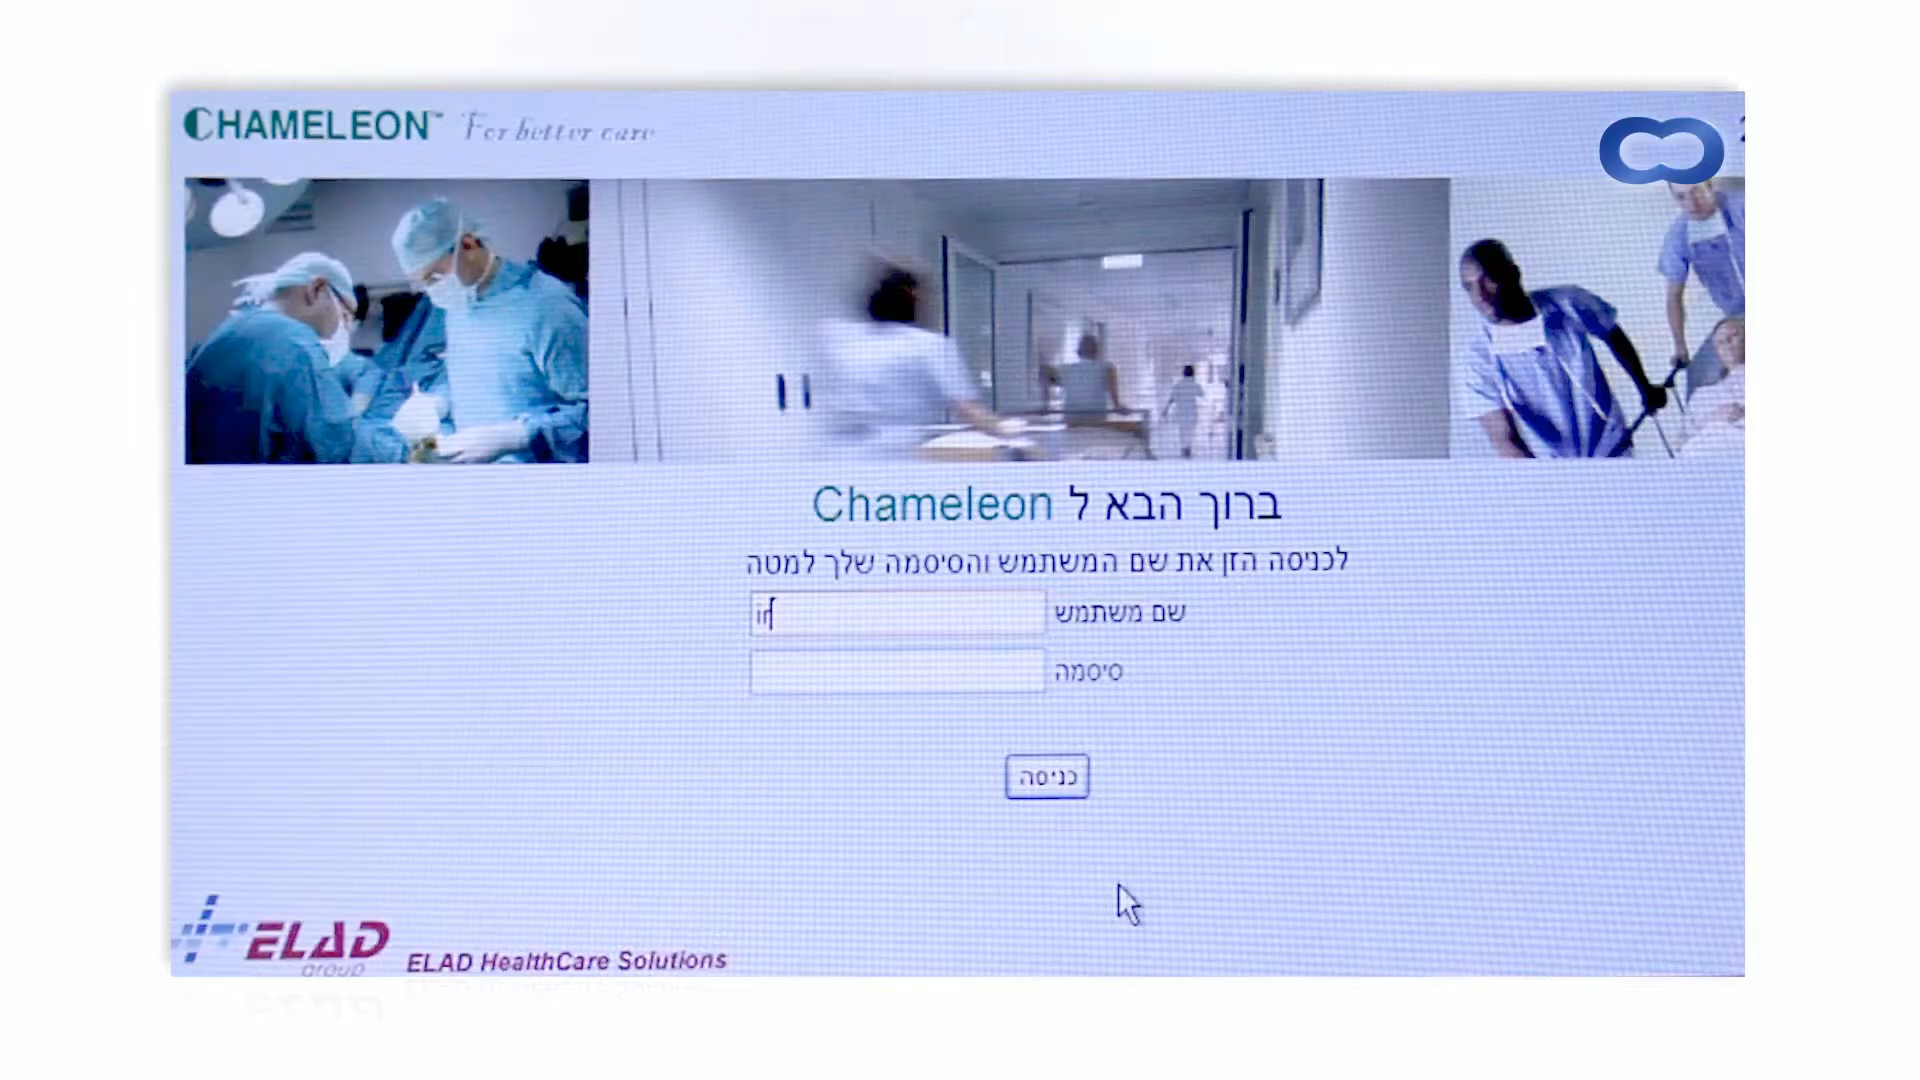 CHAMELEON™ For better care
ברוך הבא ל Chameleon
לכניסה הזן את שם המשתמש והסיסמה שלך למטה
שם משתמש
סיסמה
כניסה
ELAD
group
ELAD HealthCare Solutions